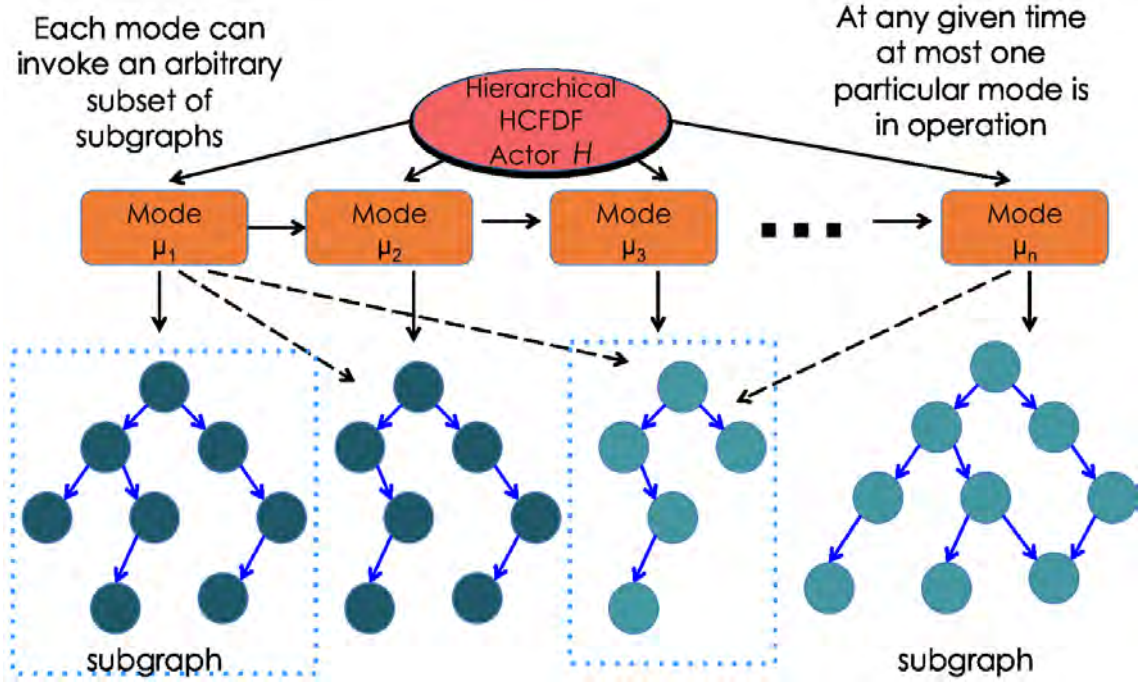 Each mode can
invoke an arbitrary
subset of
subgraphs
At any given time
at most one
particular mode is
in operation
Hierarchical
HCFDF
Actor H
Mode
μ1
Mode
μ2
Mode
μ3
Mode
μn
subgraph
subgraph